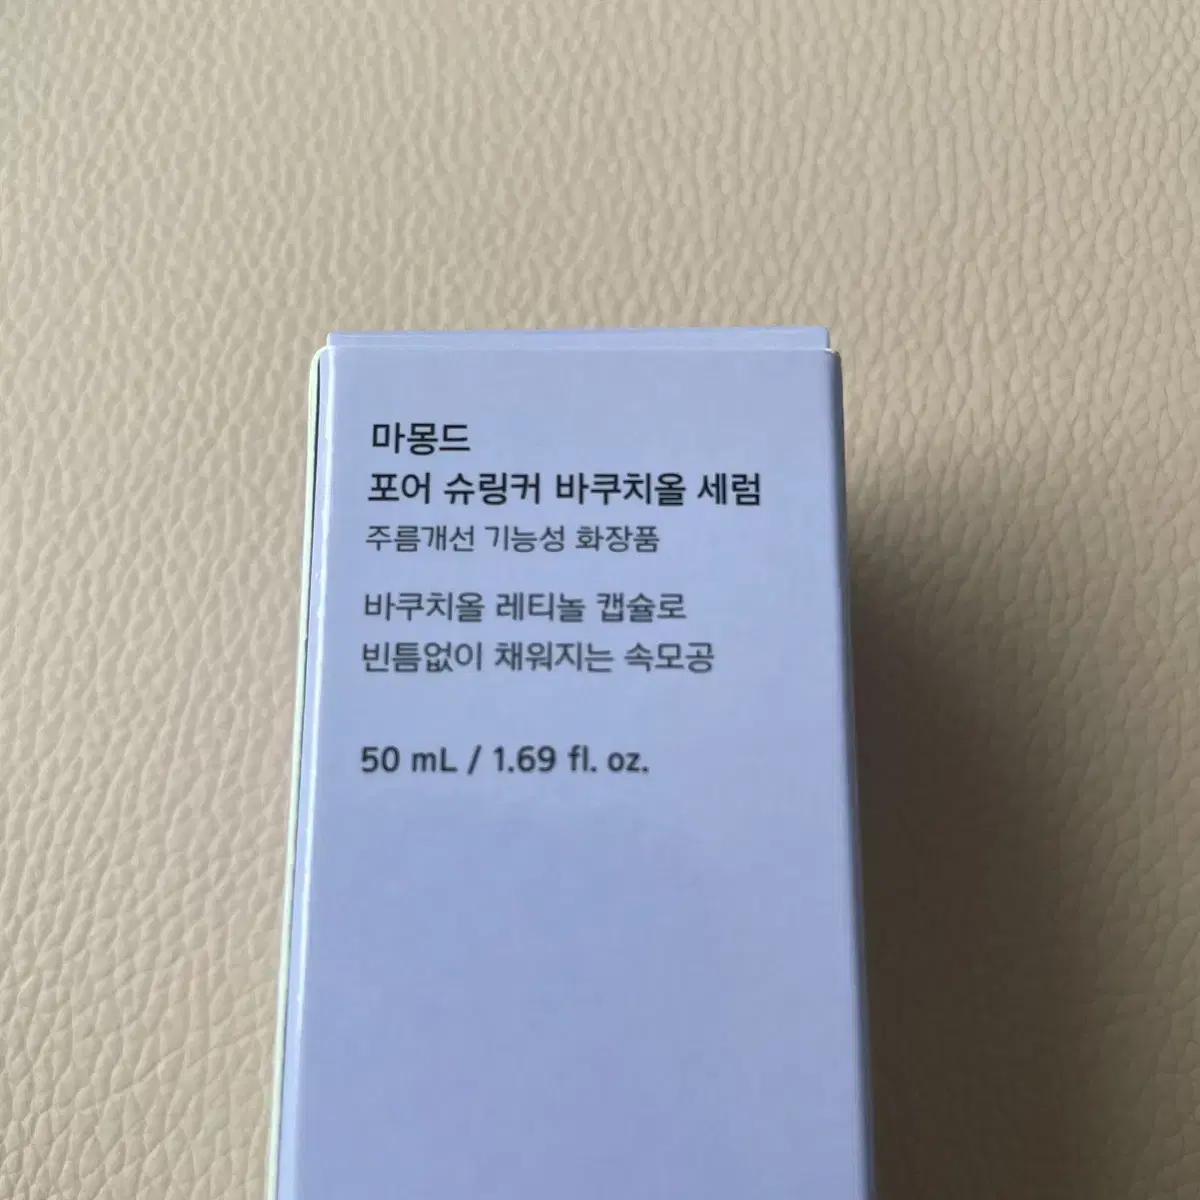 마몽드
포어 슈링커 바쿠치올 세럼
주름개선 기능성 화장품
바쿠치올 레티놀 캡슐로
빈틈없이 채워지는 속모공
50 mL / 1.69 fl. oz.